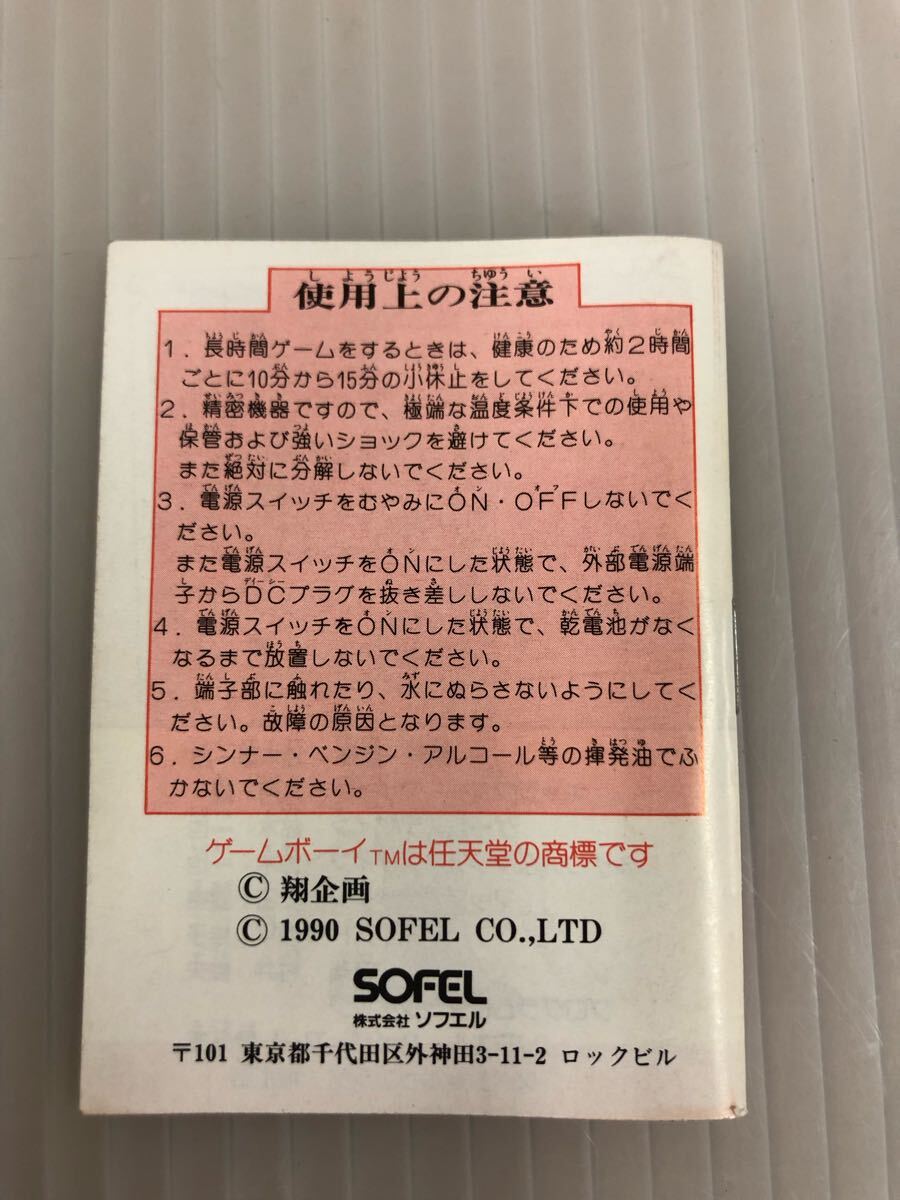 使用上の注意
1. 長時間ゲームをするときは、健康のため約2時間
ごとに10分から15分の小休止をしてください。
2. 精密機器ですので、極端な温度条件下での使用や
保管および強いショックを避けてください。
また絶対に分解しないでください。
3. 電源スイッチをむやみにON・OFFしないでく
ださい。
また電源スイッチをONにした状態で、外部電源端
子からDCプラグを抜き差ししないでください。
4. 電源スイッチをONにした状態で、乾電池がなく
なるまで放置しないでください。
5. 端子部に触れたり、水にぬらさないようにしてく
ださい。故障の原因となります。
6. シンナー・ベンジン・アルコール等の揮発油でふ
かないでください。
ゲームボーイTMは任天堂の商標です
© 翔企画
© 1990 SOFEL CO.,LTD
SOFEL
株式会社 ソフエル
〒101 東京都千代田区外神田3-11-2 ロックビル